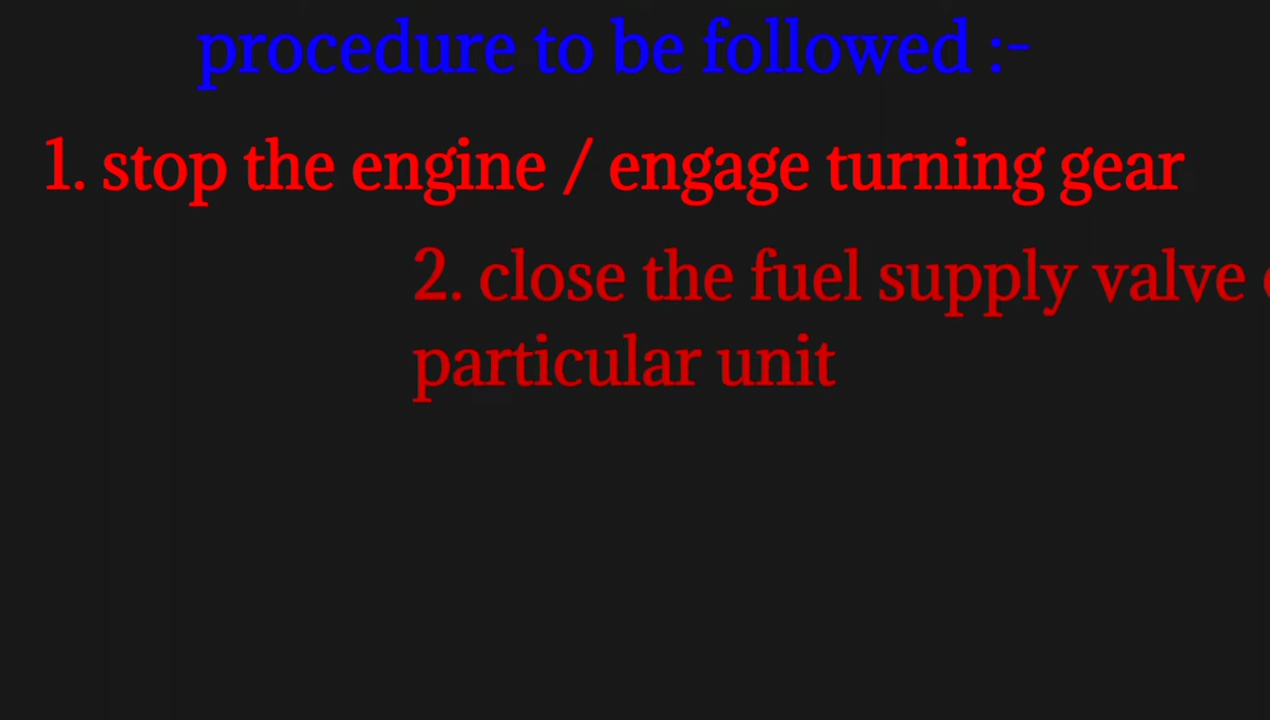 procedure to be followed :-
1. stop the engine / engage turning gear
2. close the fuel supply valve
particular unit